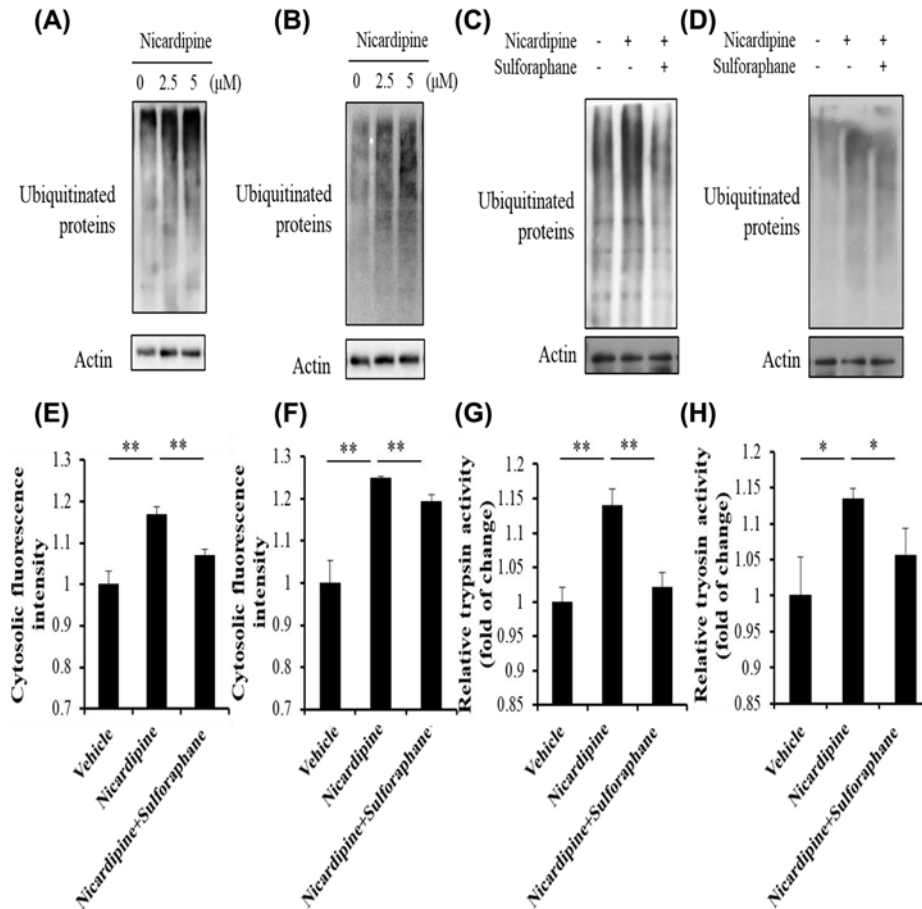 (A)
Nicardipine
0 2.5 5 (μM)
Ubiquitinated
proteins
Actin
(B)
Nicardipine
0 2.5 5 (μM)
Ubiquitinated
proteins
Actin
(C)
Nicardipine - + +
Sulforaphane - - +
Ubiquitinated
proteins
Actin
(D)
Nicardipine - + +
Sulforaphane - - +
Ubiquitinated
proteins
Actin
(E)
** **
Cytosolic fluorescence
intensity
1.3
1.2
1.1
1
0.9
0.8
0.7
Vehicle
Nicardipine
Nicardipine+Sulforaphane
(F)
** **
Cytosolic fluorescence
intensity
1.3
1.2
1.1
1
0.9
0.8
0.7
Vehicle
Nicardipine
Nicardipine+Sulforaphane
(G)
** **
Relative trypsin activity
(fold of change)
1.2
1.15
1.1
1.05
1
0.95
0.9
0.85
Vehicle
Nicardipine
Nicardipine+Sulforaphane
(H)
* *
Relative tryosin activity
(fold of change)
1.2
1.15
1.1
1.05
1
0.95
0.9
0.85
Vehicle
Nicardipine
Nicardipine+Sulforaphane